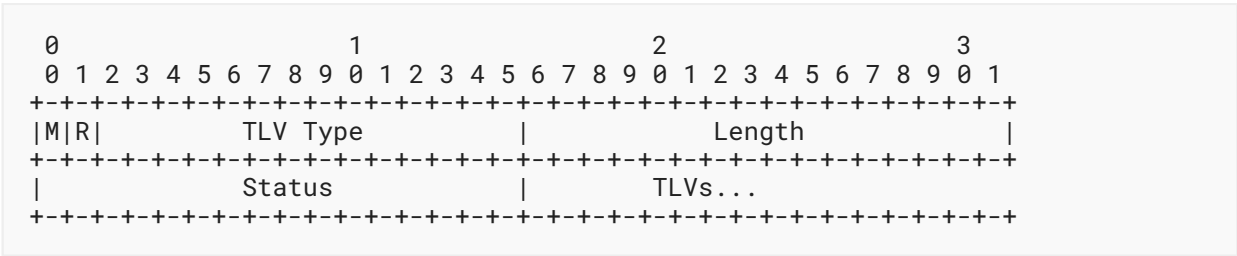 0                   1                   2                   3
 0 1 2 3 4 5 6 7 8 9 0 1 2 3 4 5 6 7 8 9 0 1 2 3 4 5 6 7 8 9 0 1
+-+-+-+-+-+-+-+-+-+-+-+-+-+-+-+-+-+-+-+-+-+-+-+-+-+-+-+-+-+-+-+-+
|M|R|         TLV Type          |            Length             |
+-+-+-+-+-+-+-+-+-+-+-+-+-+-+-+-+-+-+-+-+-+-+-+-+-+-+-+-+-+-+-+-+
|             Status            |        TLVs...
+-+-+-+-+-+-+-+-+-+-+-+-+-+-+-+-+-+-+-+-+-+-+-+-+-+-+-+-+-+-+-+-+